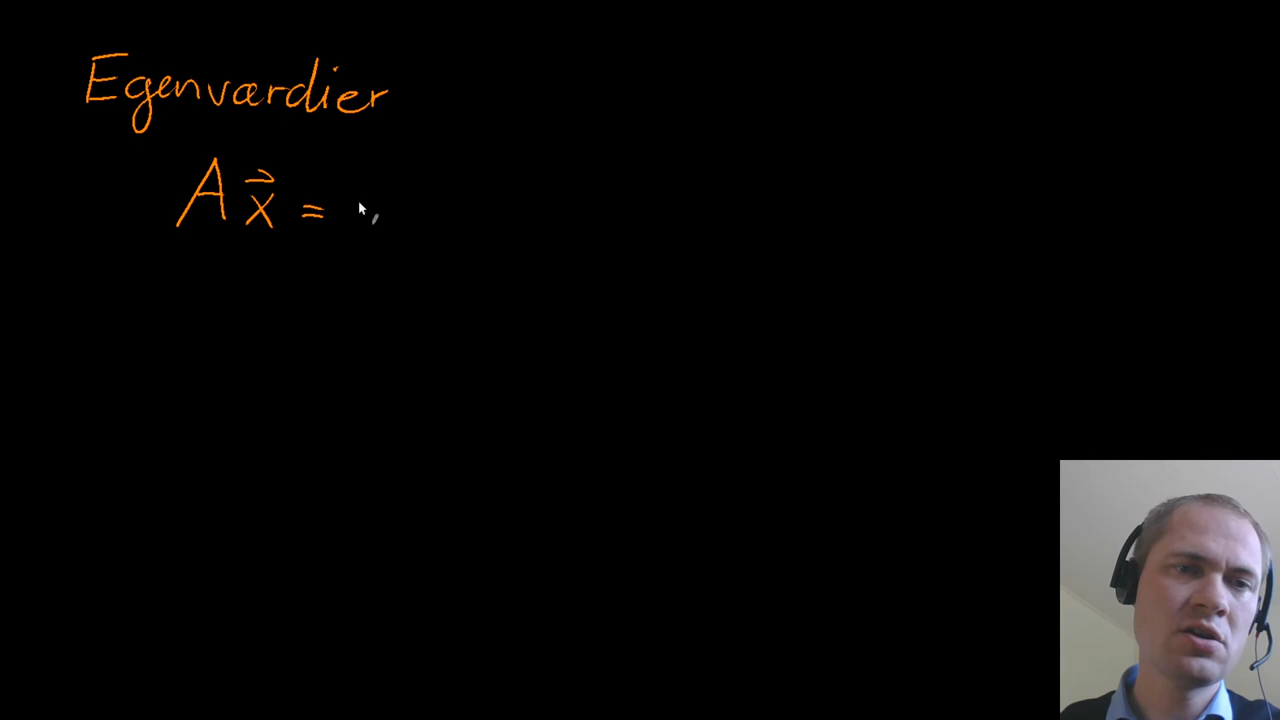 Egenværdier
A x⃗ =